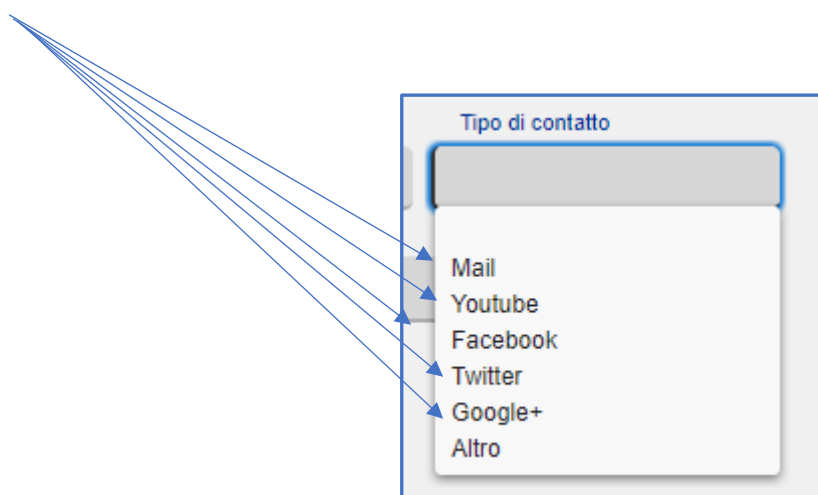 Tipo di contatto
Mail
Youtube
Facebook
Twitter
Google+
Altro